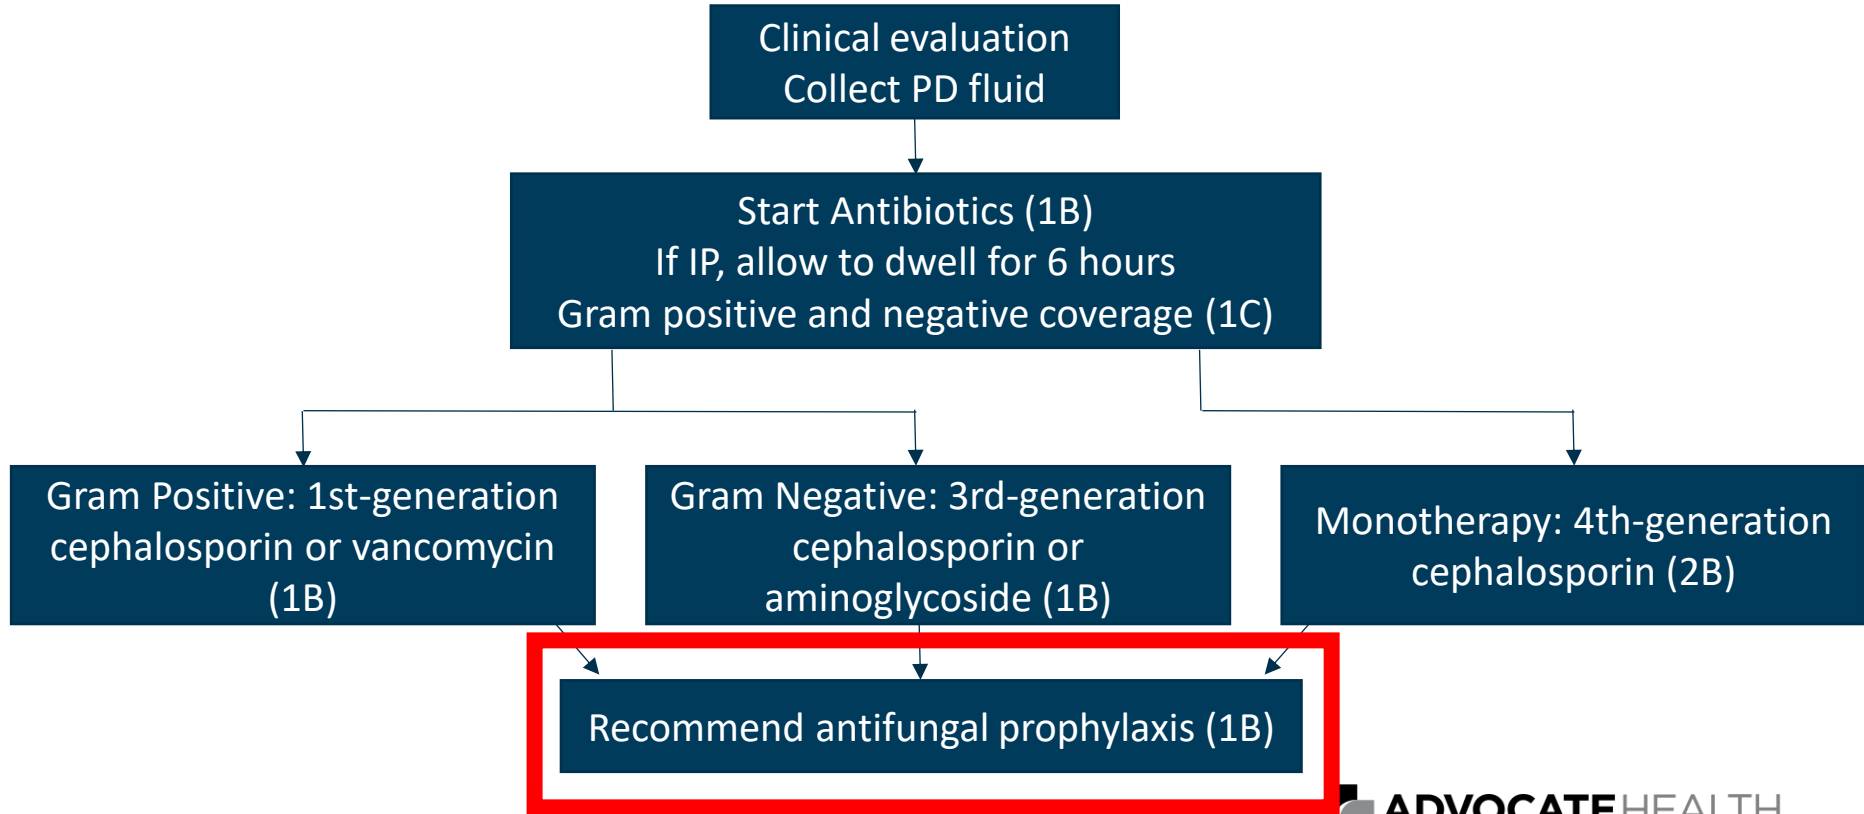 Clinical evaluation
Collect PD fluid
Start Antibiotics (1B)
If IP, allow to dwell for 6 hours
Gram positive and negative coverage (1C)
Gram Positive: 1st-generation
cephalosporin or vancomycin
(1B)
Gram Negative: 3rd-generation
cephalosporin or
aminoglycoside (1B)
Monotherapy: 4th-generation
cephalosporin (2B)
Recommend antifungal prophylaxis (1B)
ADVOCATEHEALTH